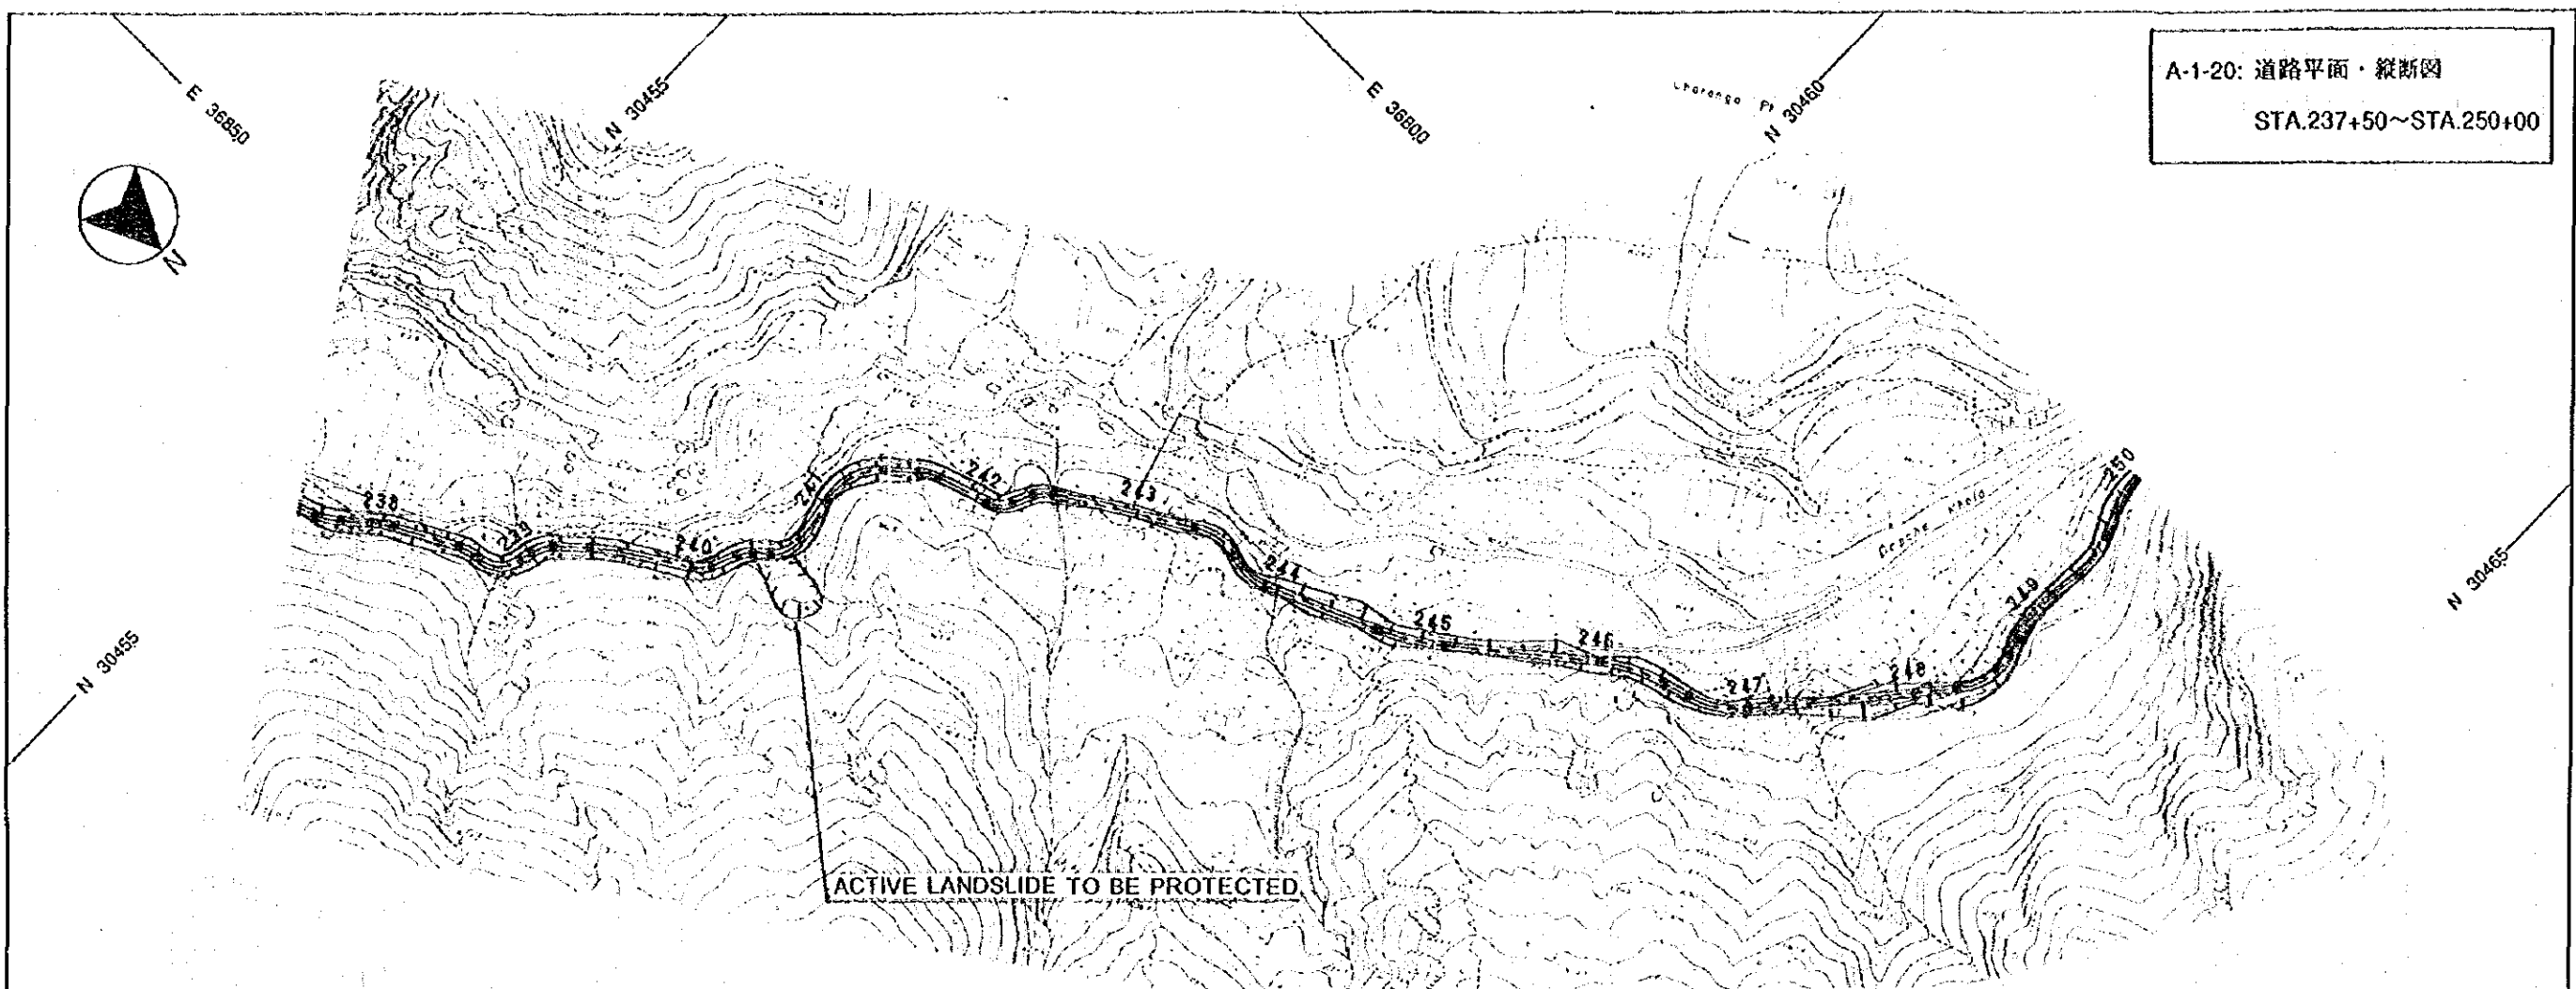 A-1-20: 道路平面・縦断図
STA.237+50~STA.250+00
E 36850
N 30455
E 36800
N 30460
N
238
239
240
241
242
243
244
245
246
247
248
249
250
Khola
N 30465
N 30455
ACTIVE LANDSLIDE TO BE PROTECTED